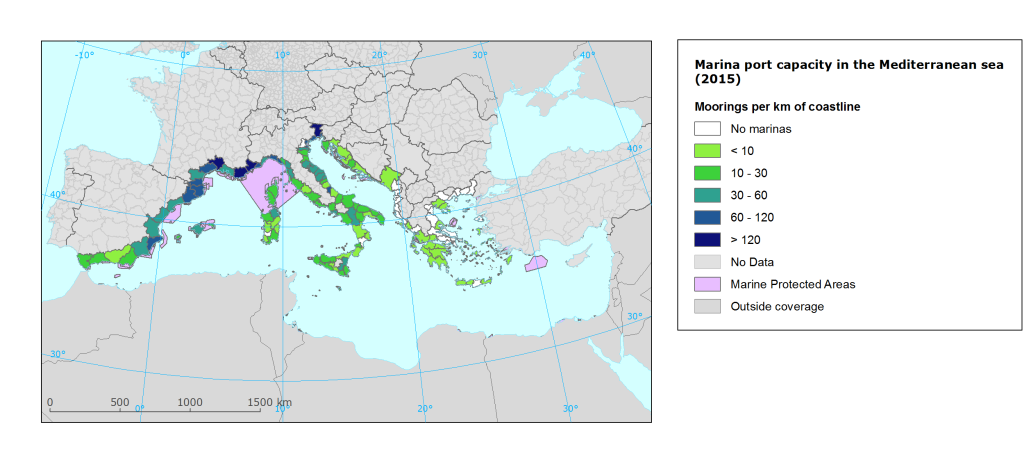 -10°
0°
10°
20°
30°
40°
40°
40°
30°
30°
0 500 1000 1500 km
0°
10°
20°
30°
Marina port capacity in the Mediterranean sea
(2015)
Moorings per km of coastline
No marinas
< 10
10 - 30
30 - 60
60 - 120
> 120
No Data
Marine Protected Areas
Outside coverage